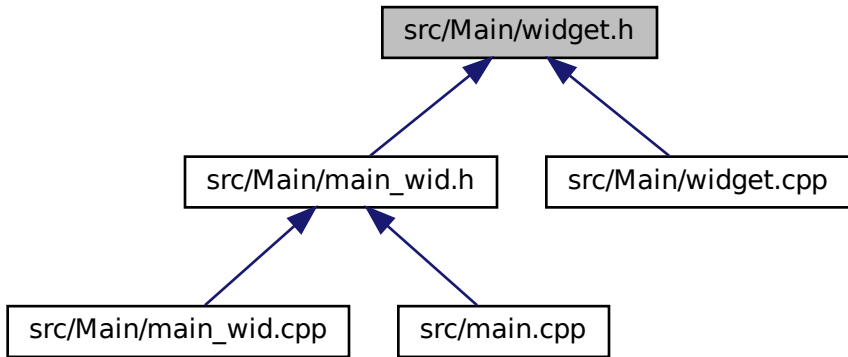 src/Main/widget.h
src/Main/main_wid.h
src/Main/widget.cpp
src/Main/main_wid.cpp
src/main.cpp